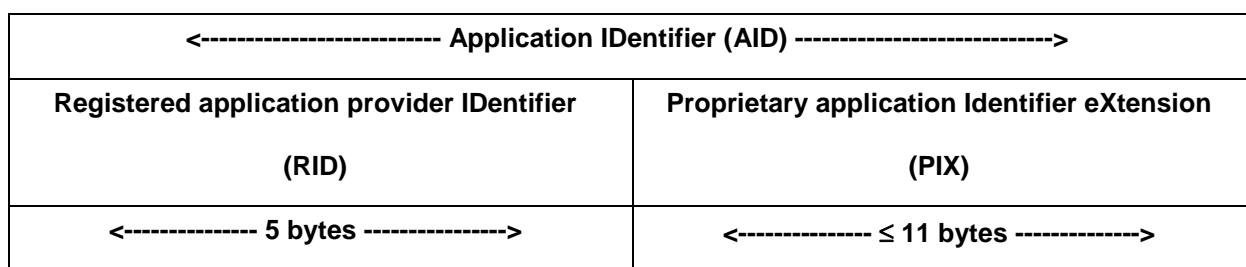 <--------------------------- Application IDentifier (AID) --------------------------->
Registered application provider IDentifier
Proprietary application Identifier eXtension
(RID)
(PIX)
<--------------- 5 bytes ---------------->
<--------------- ≤ 11 bytes -------------->